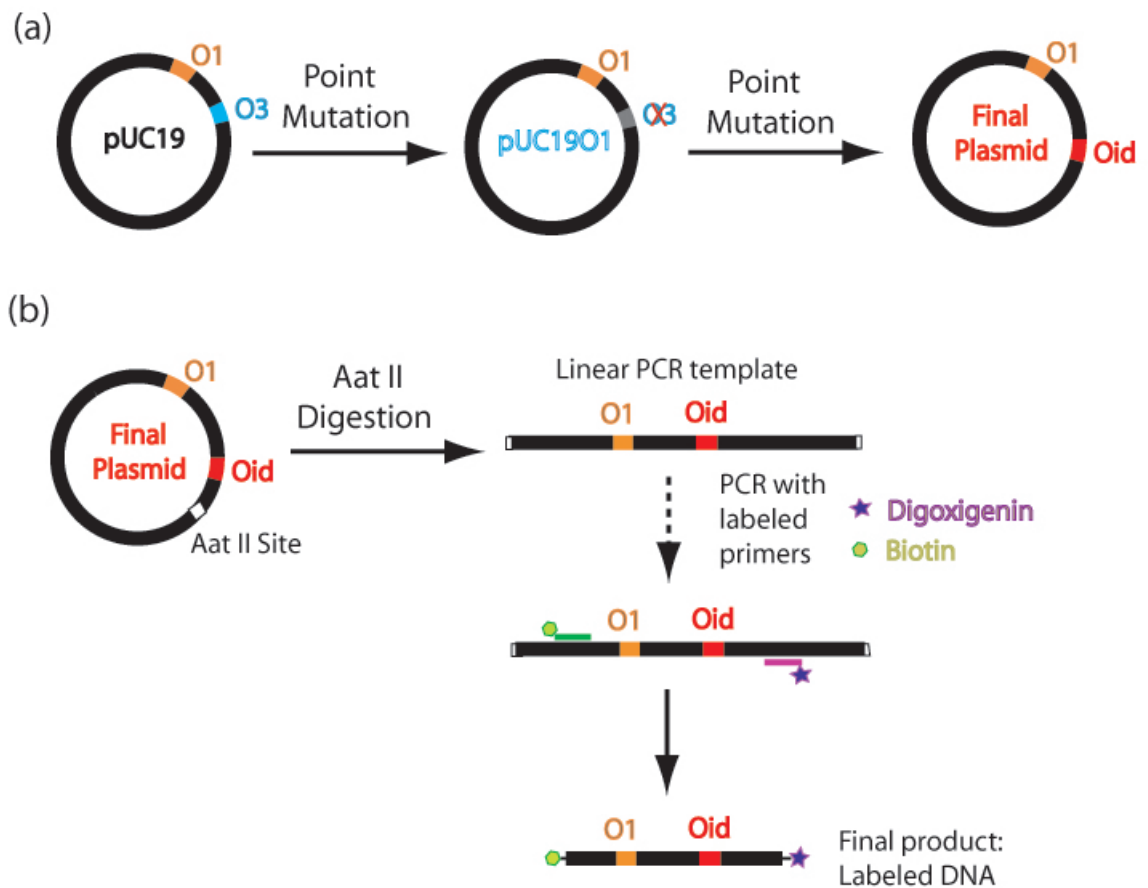 (a)
O1
O3
pUC19
Point
Mutation
O1
O3
pUC19O1
Point
Mutation
O1
Final
Plasmid
Oid
(b)
O1
Final
Plasmid
Oid
Aat II Site
Aat II
Digestion
Linear PCR template
O1 Oid
PCR with
labeled
primers
Digoxigenin
Biotin
O1 Oid
O1 Oid
Final product:
Labeled DNA